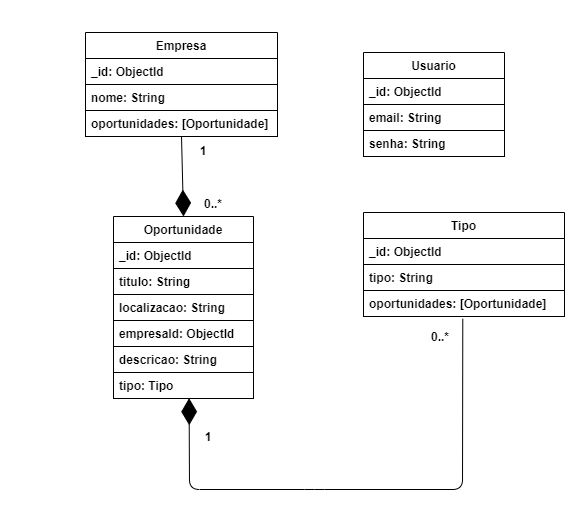 Empresa
_id: ObjectId
nome: String
oportunidades: [Oportunidade]
1
0..*
Oportunidade
_id: ObjectId
titulo: String
localizacao: String
empresaId: ObjectId
descricao: String
tipo: Tipo
1
Usuario
_id: ObjectId
email: String
senha: String
Tipo
_id: ObjectId
tipo: String
oportunidades: [Oportunidade]
0..*